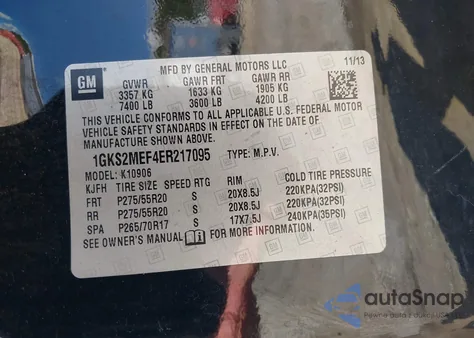 GM
MFD BY GENERAL MOTORS LLC
11/13
GVWR GAWR FRT GAWR RR
3357 KG 1633 KG 1905 KG
7400 LB 3600 LB 4200 LB
THIS VEHICLE CONFORMS TO ALL APPLICABLE U.S. FEDERAL MOTOR
VEHICLE SAFETY STANDARDS IN EFFECT ON THE DATE OF
MANUFACTURE SHOWN ABOVE.
1GKS2MEF4ER217095 TYPE: M.P.V.
MODEL: K10906
KJFH TIRE SIZE SPEED RTG RIM COLD TIRE PRESSURE
FRT P275/55R20 S 20X8.5J 220KPA(32PSI)
RR P275/55R20 S 20X8.5J 220KPA(32PSI)
SPA P265/70R17 S 17X7.5J 240KPA(35PSI)
SEE OWNER'S MANUAL FOR MORE INFORMATION.
autoSnap
Pewne auta z duszą USA